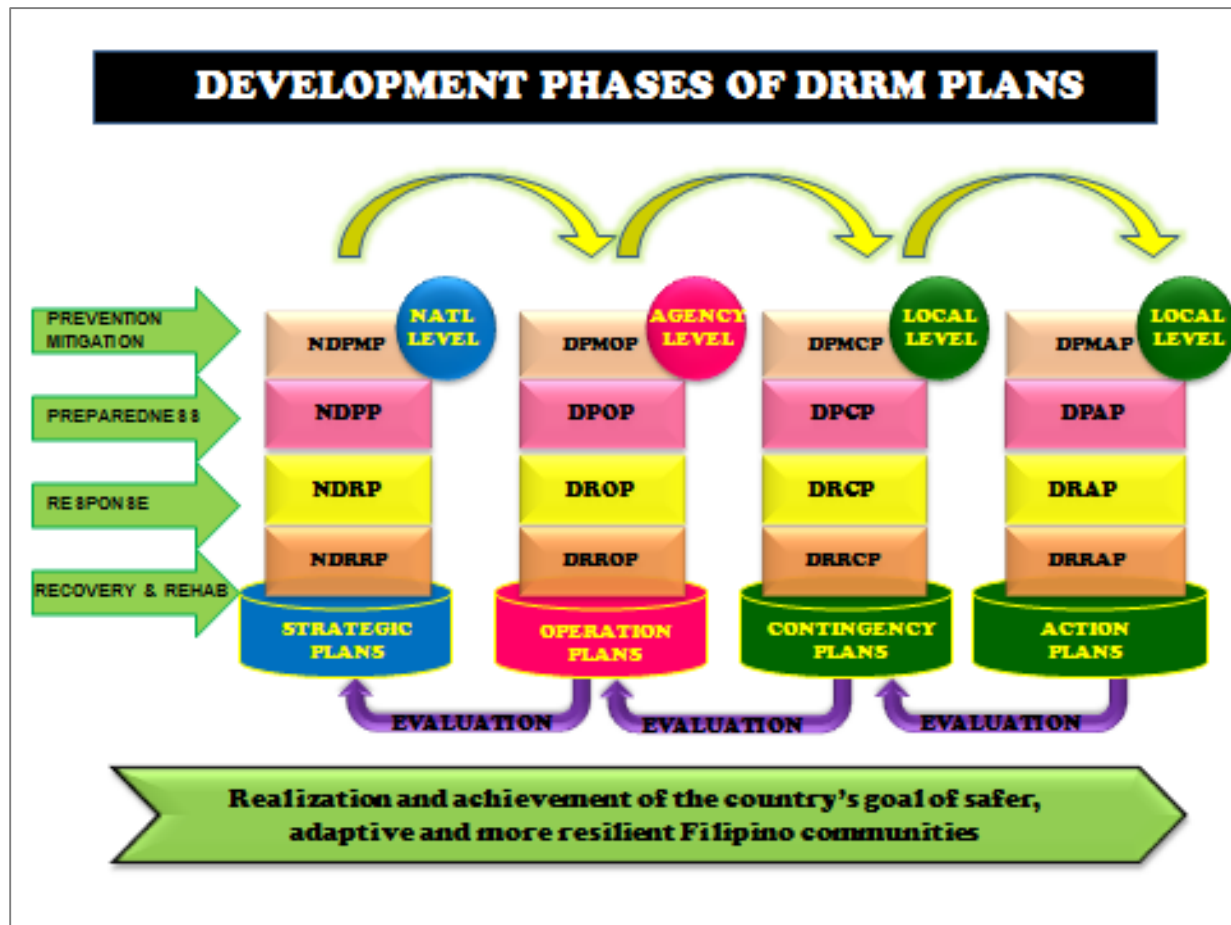 DEVELOPMENT PHASES OF DRRM PLANS
NATL
LEVEL
AGENCY
LEVEL
LOCAL
LEVEL
LOCAL
LEVEL
PREVENTION
MITIGATION
NDPMP
DPMOP
DPMCP
DPMAP
PREPAREDNESS
NDPP
DPOP
DPCP
DPAP
RESPONSE
NDRP
DROP
DRCP
DRAP
RECOVERY & REHAB
NDRRP
DRROP
DRRCP
DRRAP
STRATEGIC
PLANS
OPERATION
PLANS
CONTINGENCY
PLANS
ACTION
PLANS
EVALUATION
EVALUATION
EVALUATION
Realization and achievement of the country's goal of safer,
adaptive and more resilient Filipino communities